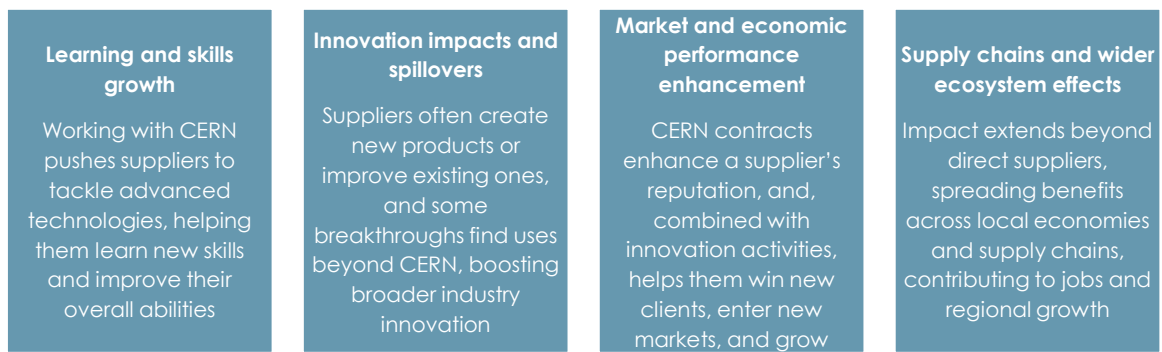 Learning and skills
growth
Working with CERN
pushes suppliers to
tackle advanced
technologies, helping
them learn new skills
and improve their
overall abilities
Innovation impacts and
spillovers
Suppliers often create
new products or
improve existing ones,
and some
breakthroughs find uses
beyond CERN, boosting
broader industry
innovation
Market and economic
performance
enhancement
CERN contracts
enhance a supplier’s
reputation, and,
combined with
innovation activities,
helps them win new
clients, enter new
markets, and grow
Supply chains and wider
ecosystem effects
Impact extends beyond
direct suppliers,
spreading benefits
across local economies
and supply chains,
contributing to jobs and
regional growth